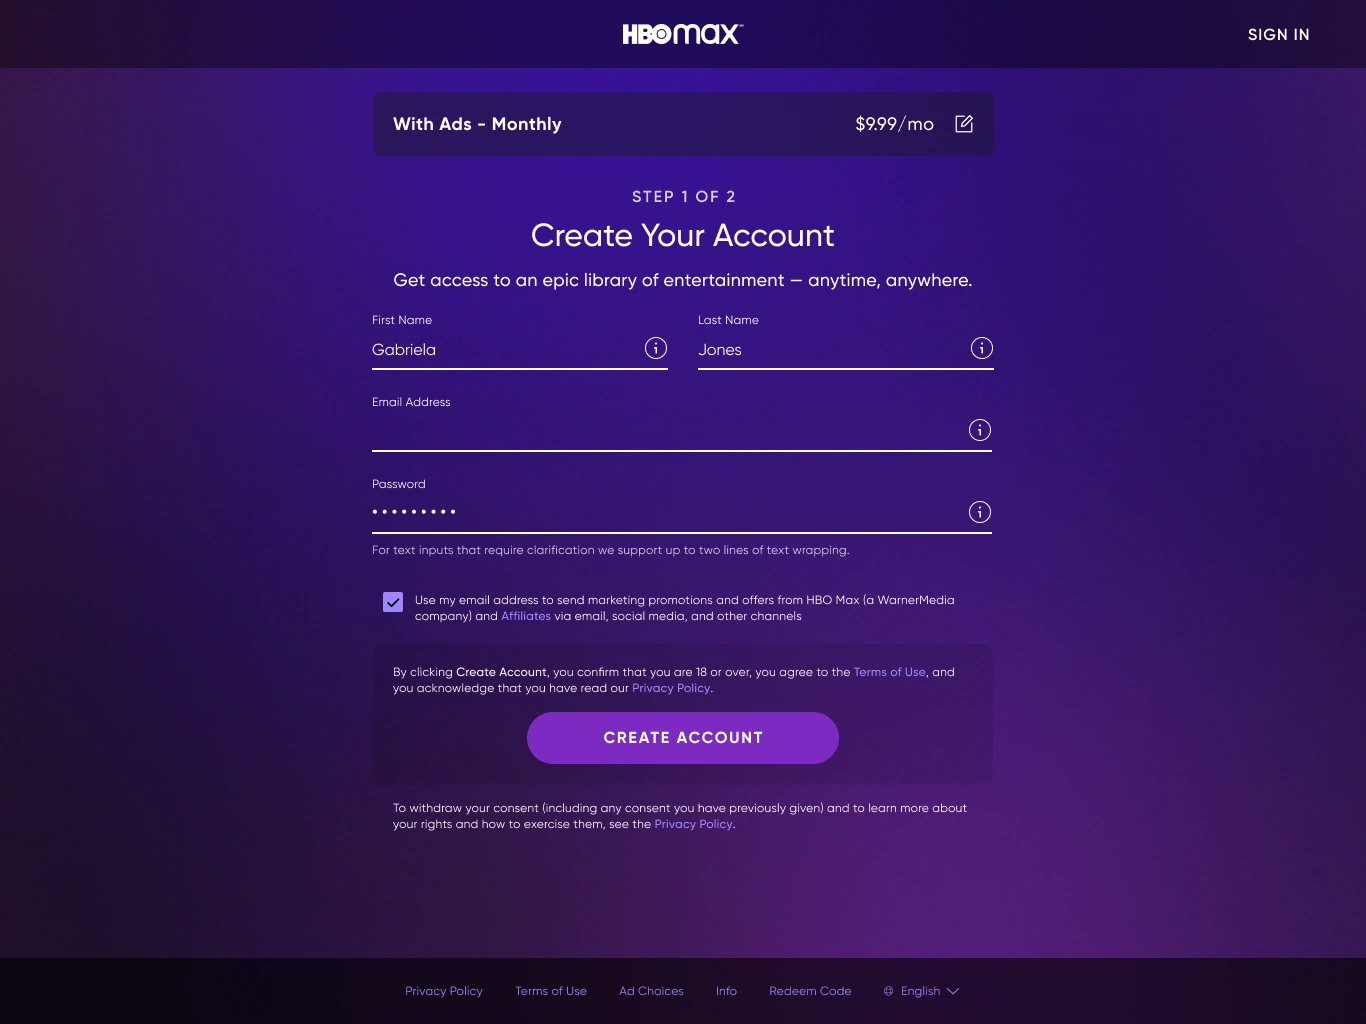 HBOMAX
SIGN IN
With Ads - Monthly
$9.99/mo
STEP 1 OF 2
Create Your Account
Get access to an epic library of entertainment — anytime, anywhere.
First Name
Last Name
Gabriela
Jones
Email Address
Password
•••••••••
For text inputs that require clarification we support up to two lines of text wrapping.
Use my email address to send marketing promotions and offers from HBO Max (a WarnerMedia
company) and Affiliates via email, social media, and other channels
By clicking Create Account, you confirm that you are 18 or over, you agree to the Terms of Use, and
you acknowledge that you have read our Privacy Policy.
CREATE ACCOUNT
To withdraw your consent (including any consent you have previously given) and to learn more about
your rights and how to exercise them, see the Privacy Policy.
Privacy Policy
Terms of Use
Ad Choices
Info
Redeem Code
English